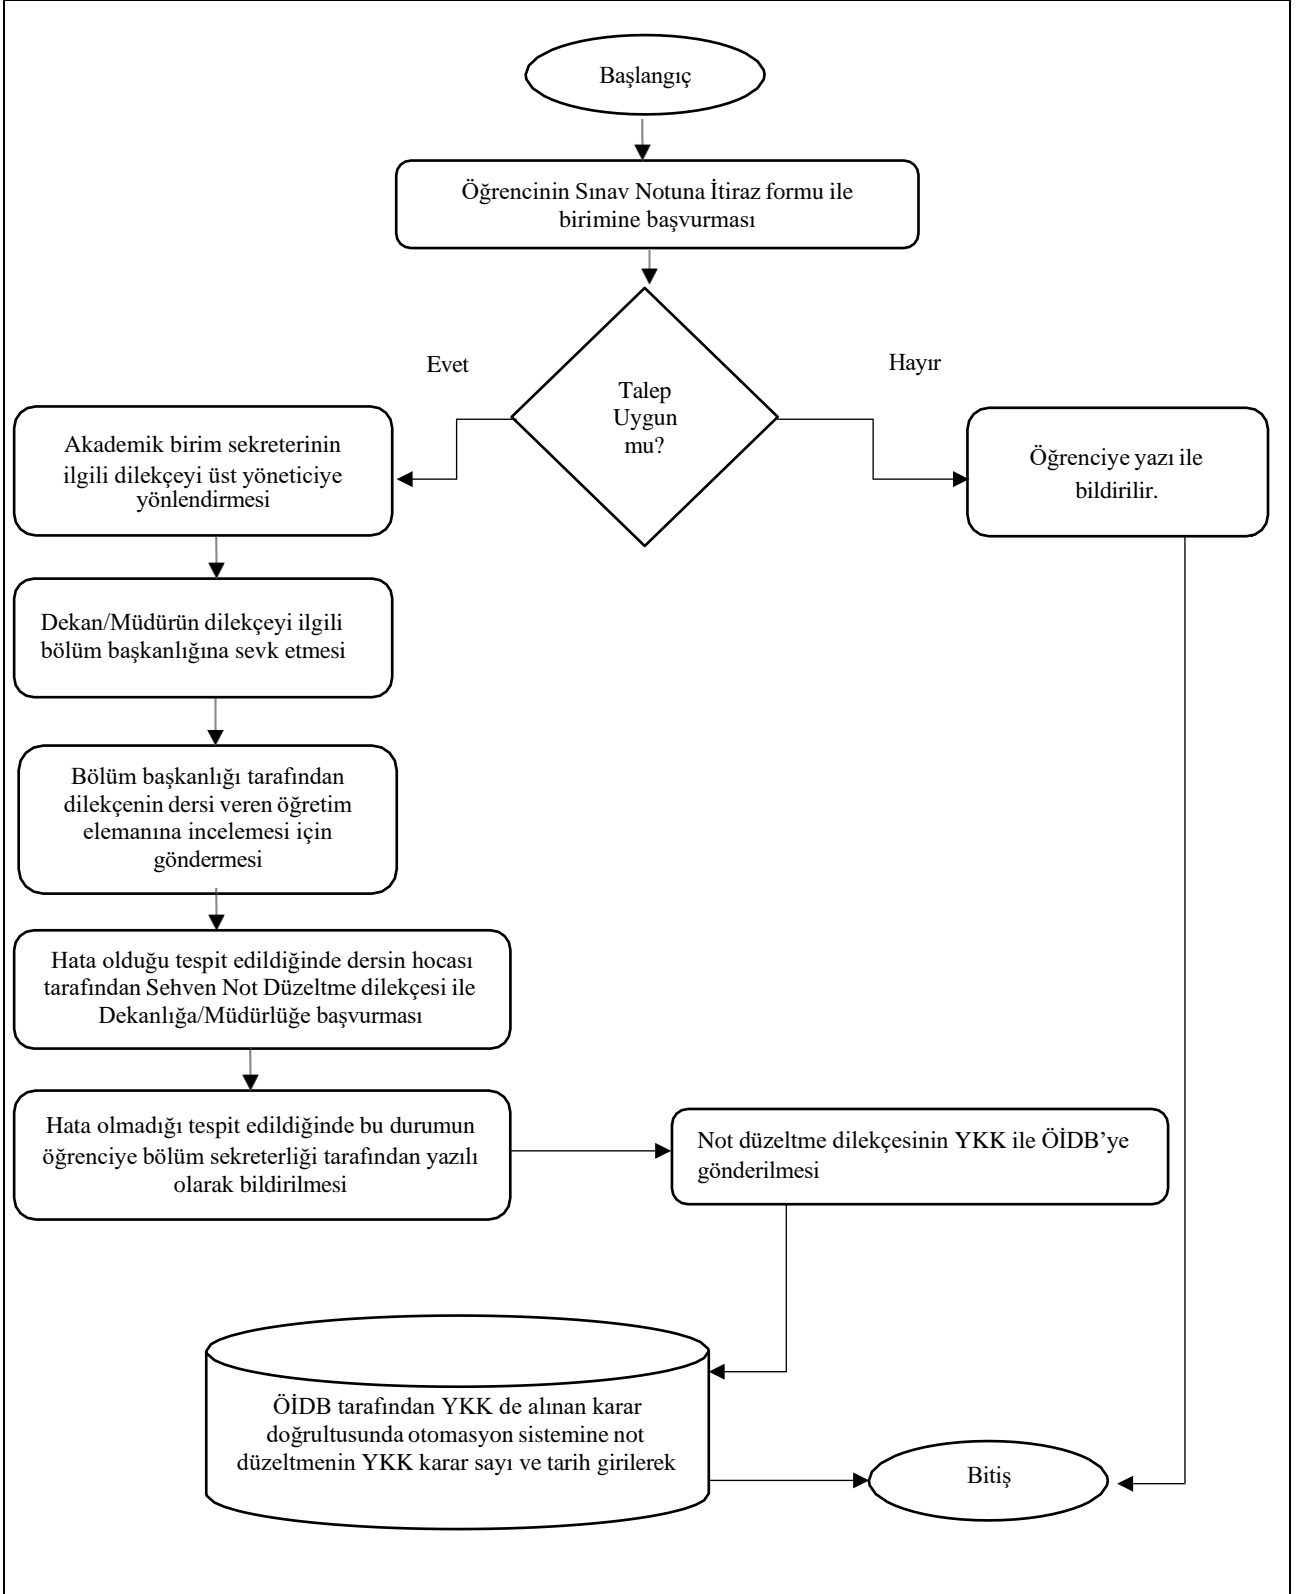 Başlangıç
Öğrencinin Sınav Notuna İtiraz formu ile
birimine başvurması
Evet
Hayır
Talep
Uygun
mu?
Akademik birim sekreterinin
ilgili dilekçeyi üst yöneticiye
yönlendirmesi
Öğrenciye yazı ile
bildirilir.
Dekan/Müdürün dilekçeyi ilgili
bölüm başkanlığına sevk etmesi
Bölüm başkanlığı tarafından
dilekçenin dersi veren öğretim
elemanına incelemesi için
göndermesi
Hata olduğu tespit edildiğinde dersin hocası
tarafından Sehven Not Düzeltme dilekçesi ile
Dekanlığa/Müdürlüğe başvurması
Hata olmadığı tespit edildiğinde bu durumun
öğrenciye bölüm sekreterliği tarafından yazılı
olarak bildirilmesi
Not düzeltme dilekçesinin YKK ile ÖİDB’ye
gönderilmesi
ÖİDB tarafından YKK de alınan karar
doğrultusunda otomasyon sistemine not
düzeltmenin YKK karar sayı ve tarih girilerek
Bitiş